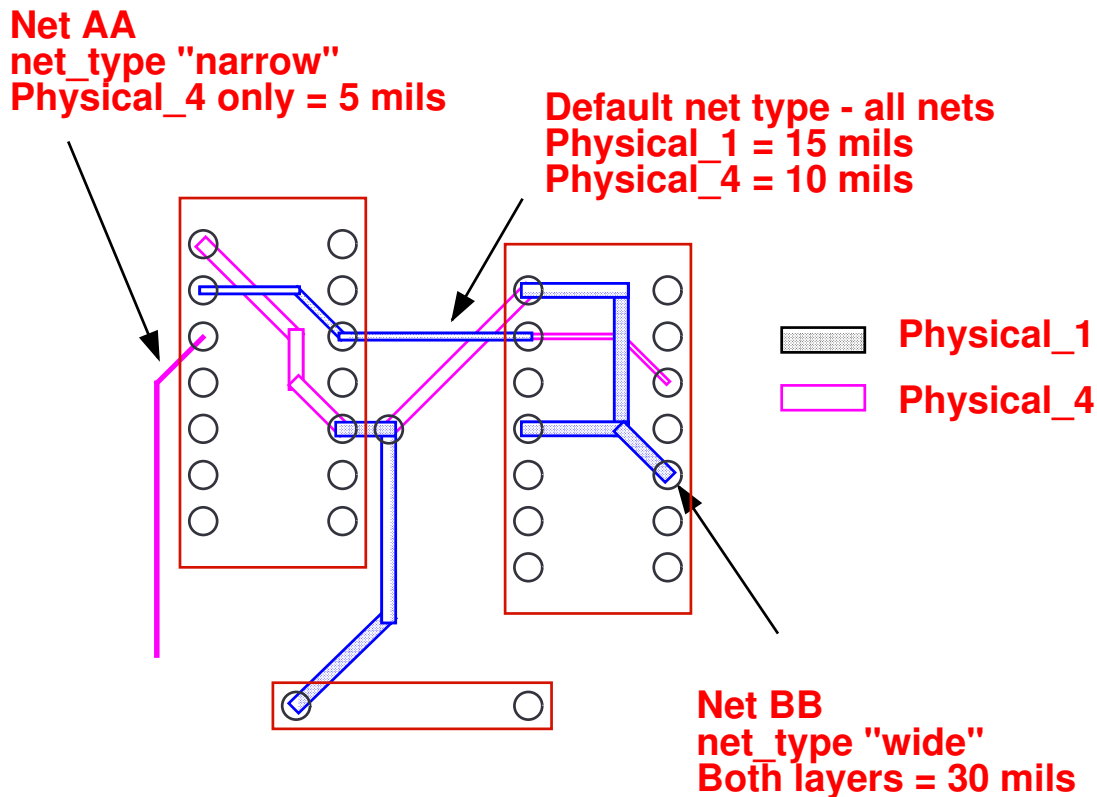 Net AA
net_type "narrow"
Physical_4 only = 5 mils
Default net type - all nets
Physical_1 = 15 mils
Physical_4 = 10 mils
Physical_1
Physical_4
Net BB
net_type "wide"
Both layers = 30 mils